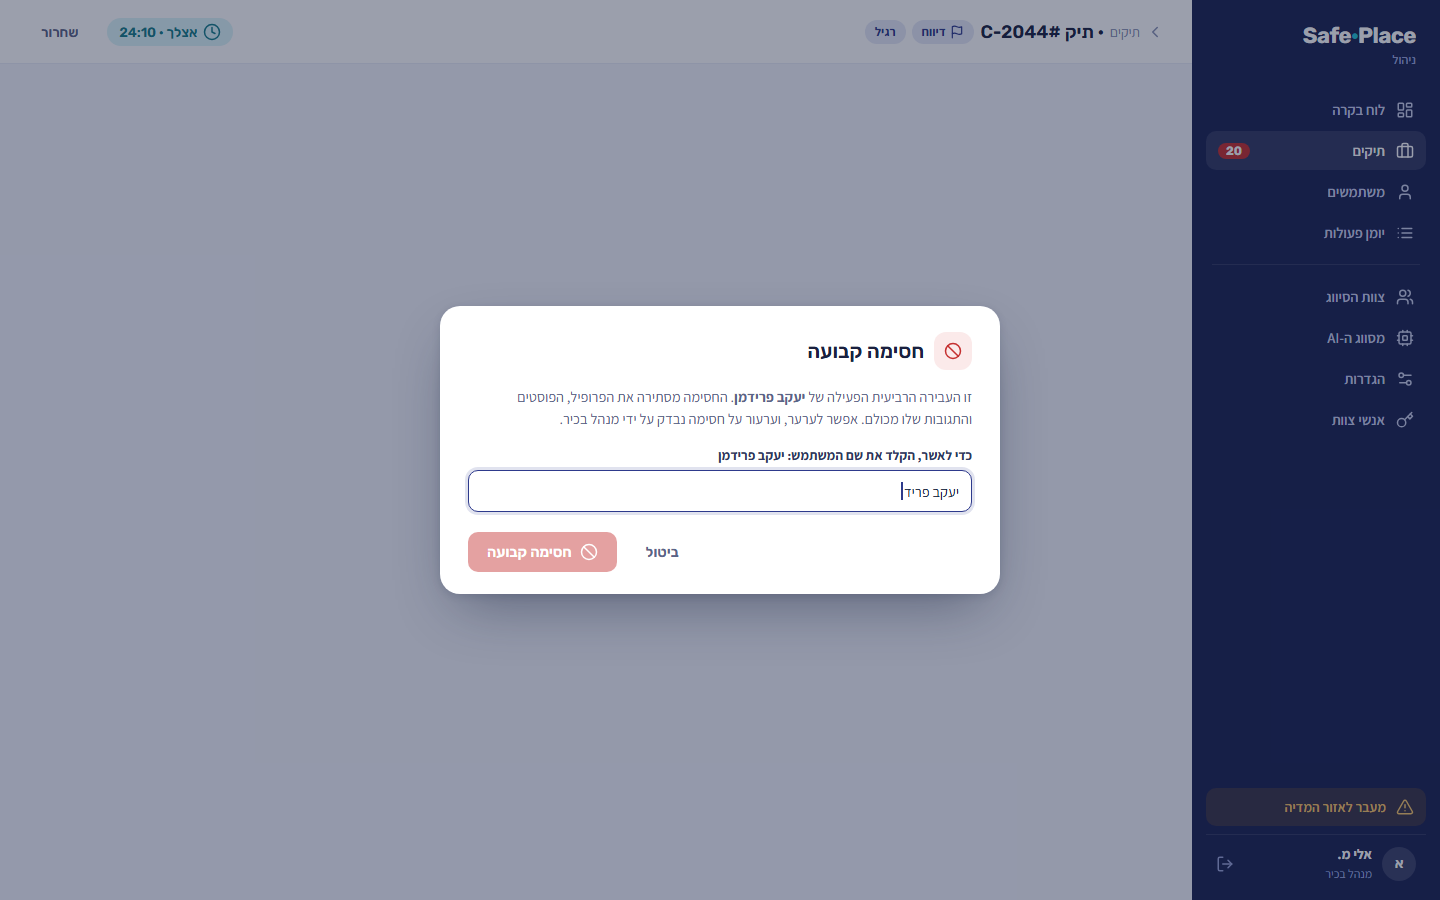 Safe•Place
ניהול
לוח בקרה
תיקים
20
משתמשים
יומן פעולות
צוות הסיווג
מסווג ה-AI
הגדרות
אנשי צוות
מעבר לאזור המדיה
א
אלי מ.
מנהל בכיר
תיקים • תיק #C-2044
דיווח
רגיל
אצלך • 24:10
שחרור
חסימה קבועה
זו העבירה הרביעית הפעילה של יעקב פרידמן. החסימה מסתירה את הפרופיל, הפוסטים
והתגובות שלו מכולם. אפשר לערער, וערעור על חסימה נבדק על ידי מנהל בכיר.
כדי לאשר, הקלד את שם המשתמש: יעקב פרידמן
יעקב פריד
ביטול
חסימה קבועה